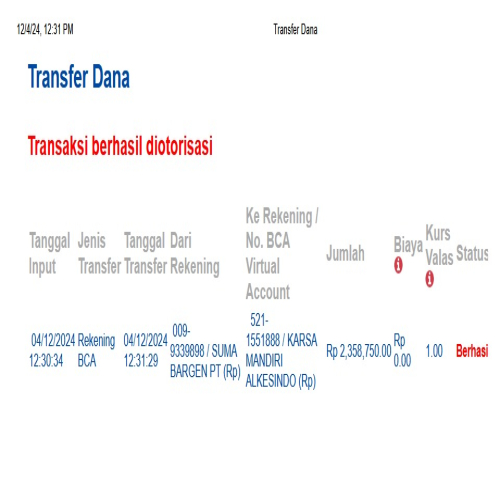 12/4/24, 12:31 PM Transfer Dana
Transfer Dana
Transaksi berhasil diotorisasi
Tanggal Input Jenis Transfer Tanggal Transfer Dari Rekening Ke Rekening / No. BCA Virtual Account Jumlah Biaya Kurs Valas Status
04/12/2024 12:30:34 Rekening BCA 04/12/2024 12:31:29 009-9339898 / SUMA BARGEN PT (Rp) 521-1551888 / KARSA MANDIRI ALKESINDO (Rp) Rp 2,358,750.00 Rp 0.00 1.00 Berhasi